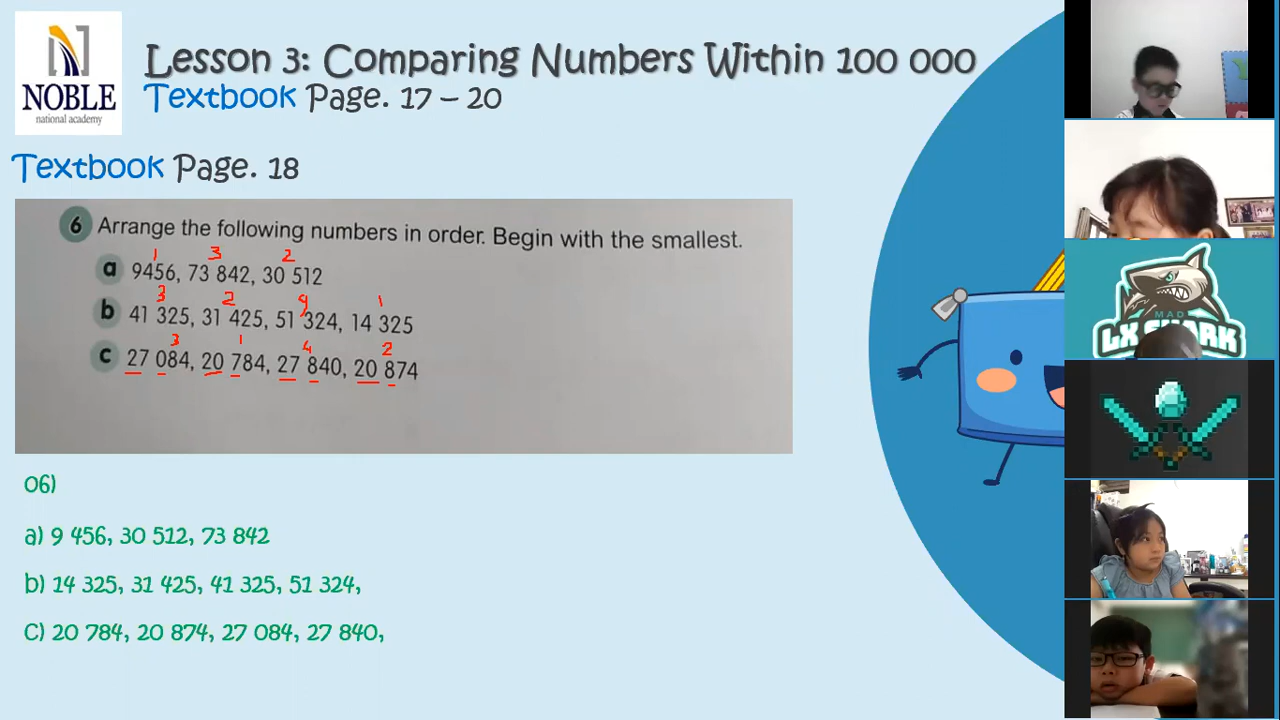 NOBLE
national academy
Lesson 3: Comparing Numbers Within 100 000
Textbook Page. 17 – 20
Textbook Page. 18
6 Arrange the following numbers in order. Begin with the smallest.
1 3 2
a 9456, 73 842, 30 512
3 2 4 1
b 41 325, 31 425, 51 324, 14 325
3 1 4 2
c 27 084, 20 784, 27 840, 20 874
06)
a) 9 456, 30 512, 73 842
b) 14 325, 31 425, 41 325, 51 324,
C) 20 784, 20 874, 27 084, 27 840,
MAD
LX SHARK